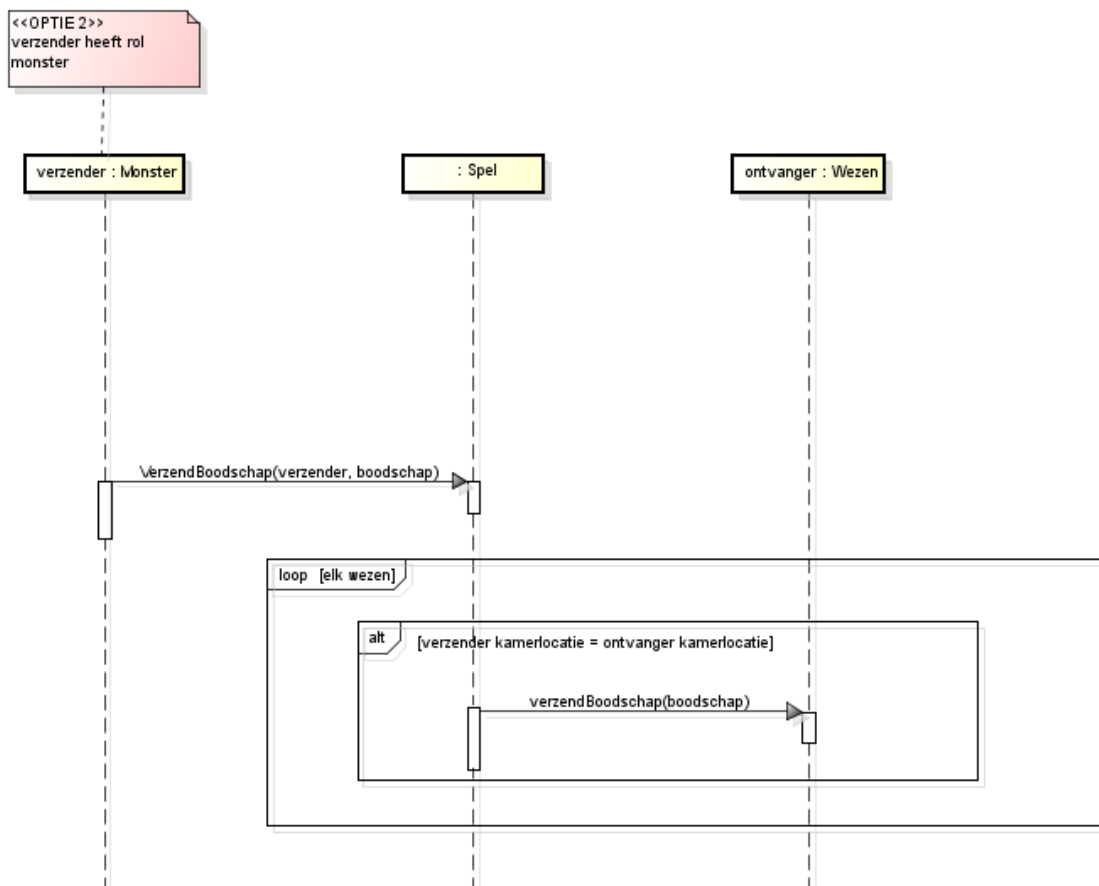 <<OPTIE 2>>
verzender heeft rol
monster
verzender : Monster
: Spel
ontvanger : Wezen
VerzendBoodschap(verzender, boodschap)
loop [elk wezen]
alt [verzender kamerlocatie = ontvanger kamerlocatie]
verzendBoodschap(boodschap)